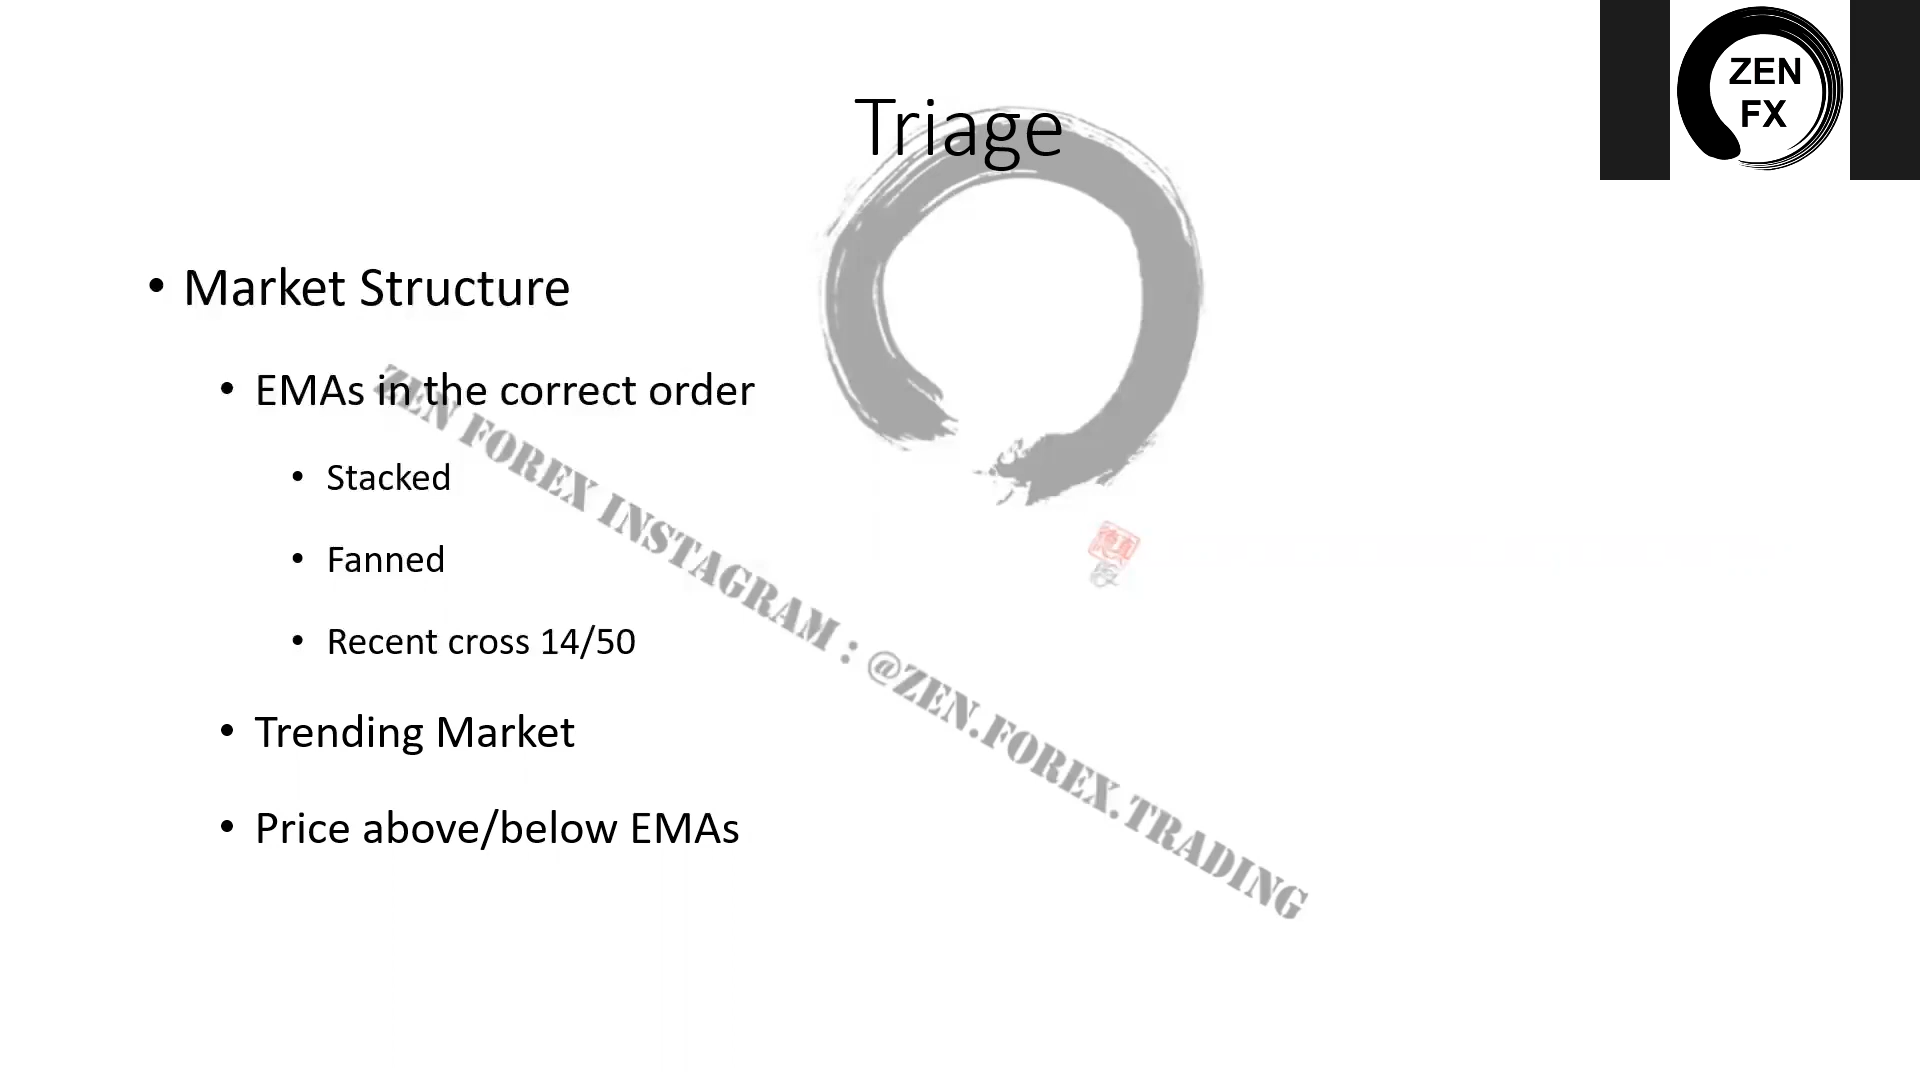 ZEN
FX
Triage
• Market Structure
• EMAs in the correct order
• Stacked
• Fanned
• Recent cross 14/50
• Trending Market
• Price above/below EMAs
ZEN FOREX INSTAGRAM : @ZEN.FOREX.TRADING